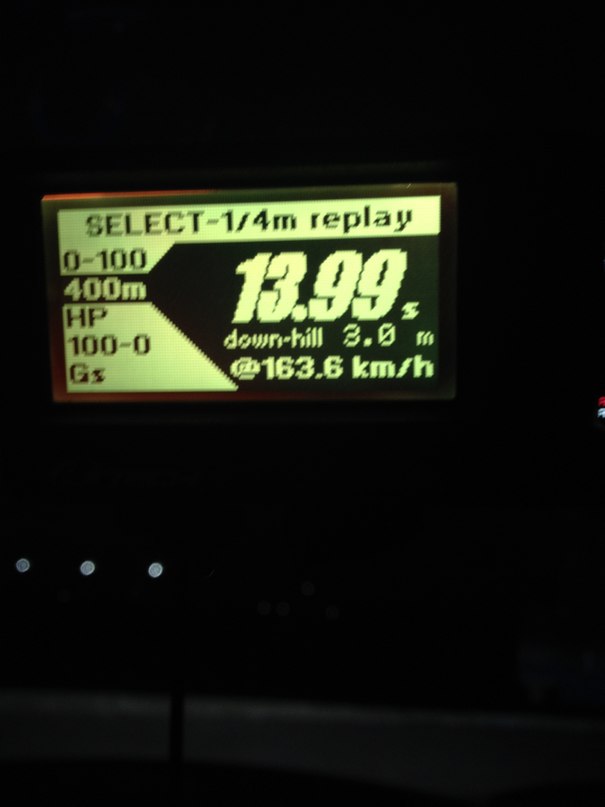 SELECT-1/4m replay
0-100
400m
HP
100-0
Gs
13.99 s
down-hill 3.0 m
@163.6 km/h